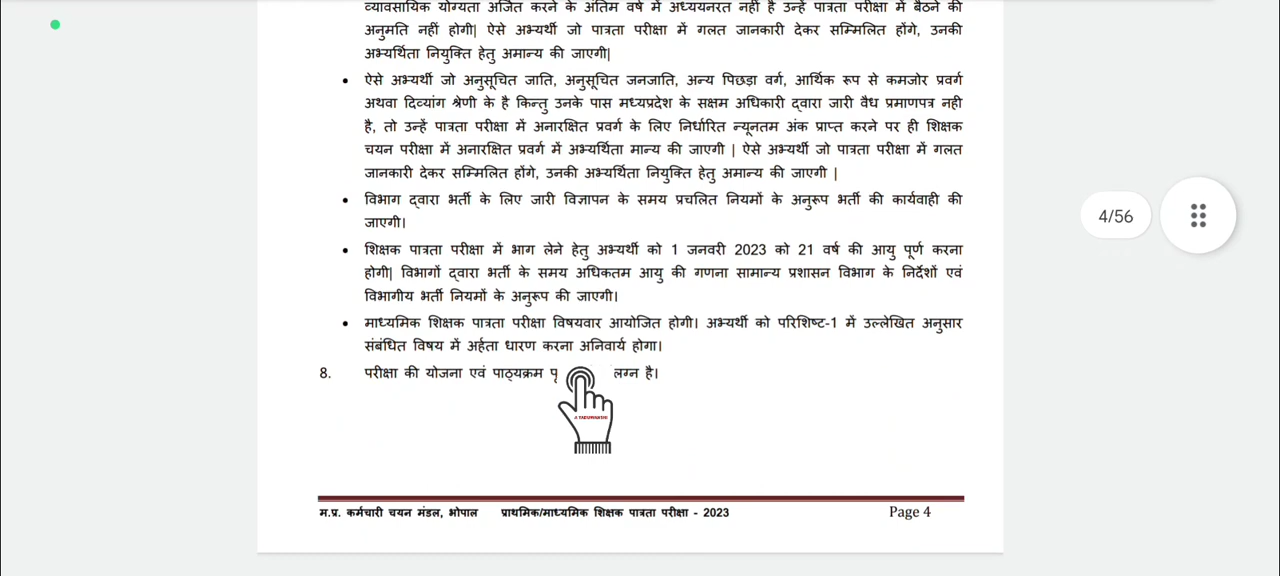 व्यावसायिक योग्यता अर्जित करने के अंतिम वर्ष में अध्ययनरत नहीं है उन्हें पात्रता परीक्षा में बैठने की
अनुमति नहीं होगी| ऐसे अभ्यर्थी जो पात्रता परीक्षा में गलत जानकारी देकर सम्मिलित होंगे, उनकी
अभ्यर्थिता नियुक्ति हेतु अमान्य की जाएगी|
• ऐसे अभ्यर्थी जो अनुसूचित जाति, अनुसूचित जनजाति, अन्य पिछड़ा वर्ग, आर्थिक रूप से कमजोर प्रवर्ग
अथवा दिव्यांग श्रेणी के है किन्तु उनके पास मध्यप्रदेश के सक्षम अधिकारी द्वारा जारी वैध प्रमाणपत्र नही
है, तो उन्हें पात्रता परीक्षा में अनारक्षित प्रवर्ग के लिए निर्धारित न्यूनतम अंक प्राप्त करने पर ही शिक्षक
चयन परीक्षा में अनारक्षित प्रवर्ग में अभ्यर्थिता मान्य की जाएगी | ऐसे अभ्यर्थी जो पात्रता परीक्षा में गलत
जानकारी देकर सम्मिलित होंगे, उनकी अभ्यर्थिता नियुक्ति हेतु अमान्य की जाएगी |
• विभाग द्वारा भर्ती के लिए जारी विज्ञापन के समय प्रचलित नियमों के अनुरूप भर्ती की कार्यवाही की
जाएगी।
• शिक्षक पात्रता परीक्षा में भाग लेने हेतु अभ्यर्थी को 1 जनवरी 2023 को 21 वर्ष की आयु पूर्ण करना
होगी| विभागों द्वारा भर्ती के समय अधिकतम आयु की गणना सामान्य प्रशासन विभाग के निर्देशों एवं
विभागीय भर्ती नियमों के अनुरूप की जाएगी।
• माध्यमिक शिक्षक पात्रता परीक्षा विषयवार आयोजित होगी। अभ्यर्थी को परिशिष्ट-1 में उल्लेखित अनुसार
संबंधित विषय में अर्हता धारण करना अनिवार्य होगा।
8. परीक्षा की योजना एवं पाठ्यक्रम पृ लग्न है।
म.प्र. कर्मचारी चयन मंडल, भोपाल प्राथमिक/माध्यमिक शिक्षक पात्रता परीक्षा - 2023 Page 4
4/56